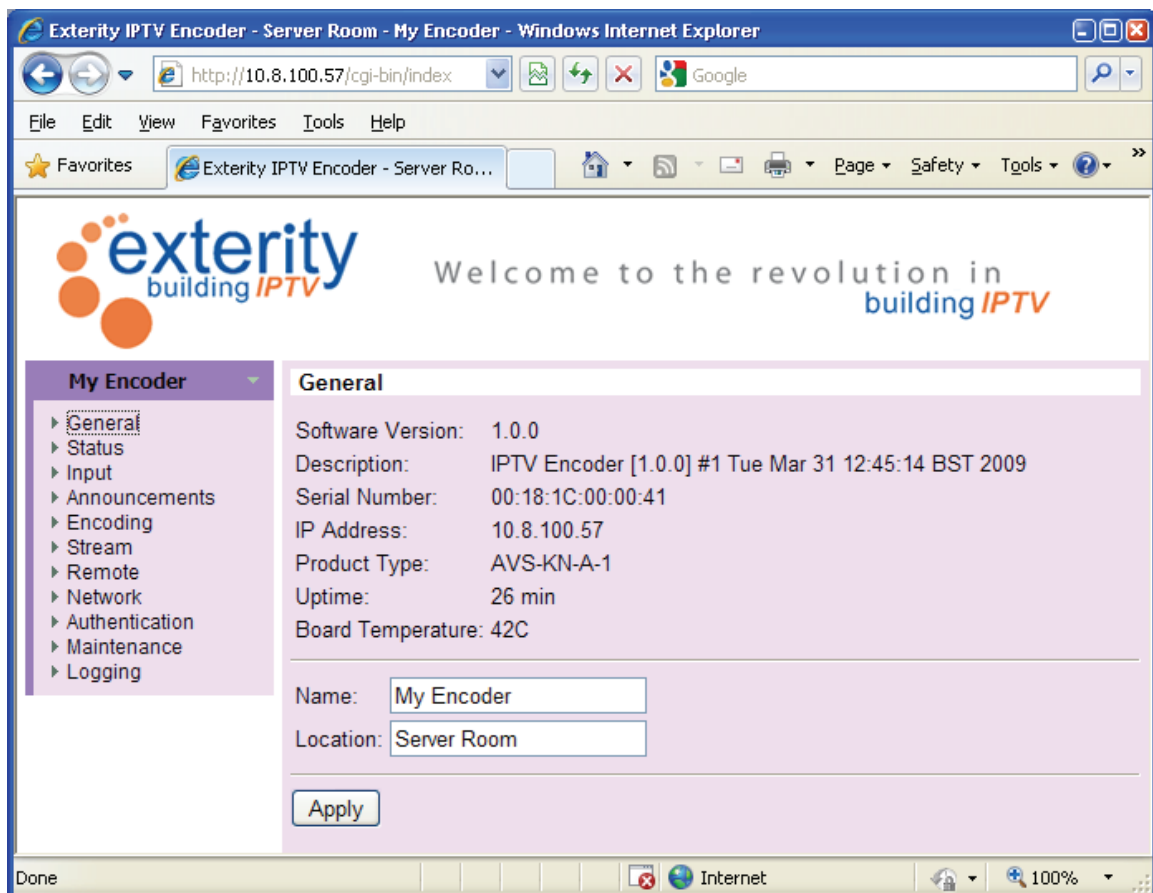 Exterity IPTV Encoder - Server Room - My Encoder - Windows Internet Explorer
http://10.8.100.57/cgi-bin/index
Google
File Edit View Favorites Tools Help
Favorites
Exterity IPTV Encoder - Server Ro...
Page Safety Tools
exterity
building IPTV
Welcome to the revolution in
building IPTV
My Encoder
General
Status
Input
Announcements
Encoding
Stream
Remote
Network
Authentication
Maintenance
Logging
General
Software Version: 1.0.0
Description: IPTV Encoder [1.0.0] #1 Tue Mar 31 12:45:14 BST 2009
Serial Number: 00:18:1C:00:00:41
IP Address: 10.8.100.57
Product Type: AVS-KN-A-1
Uptime: 26 min
Board Temperature: 42C
Name: My Encoder
Location: Server Room
Apply
Done
Internet
100%